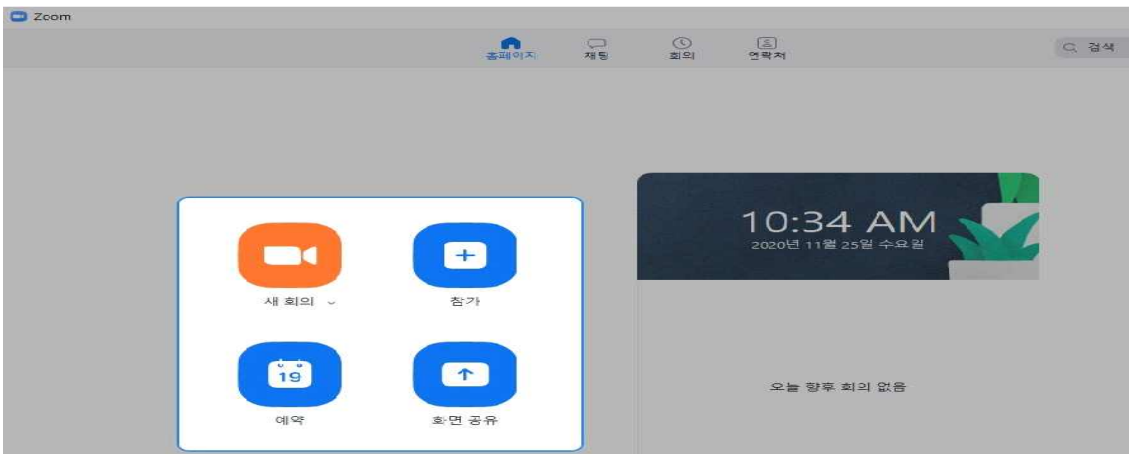 Zoom
홈페이지 채팅 회의 연락처
검색
새 회의
참가
10:34 AM
2020년 11월 25일 수요일
19
예약
화면 공유
오늘 향후 회의 없음